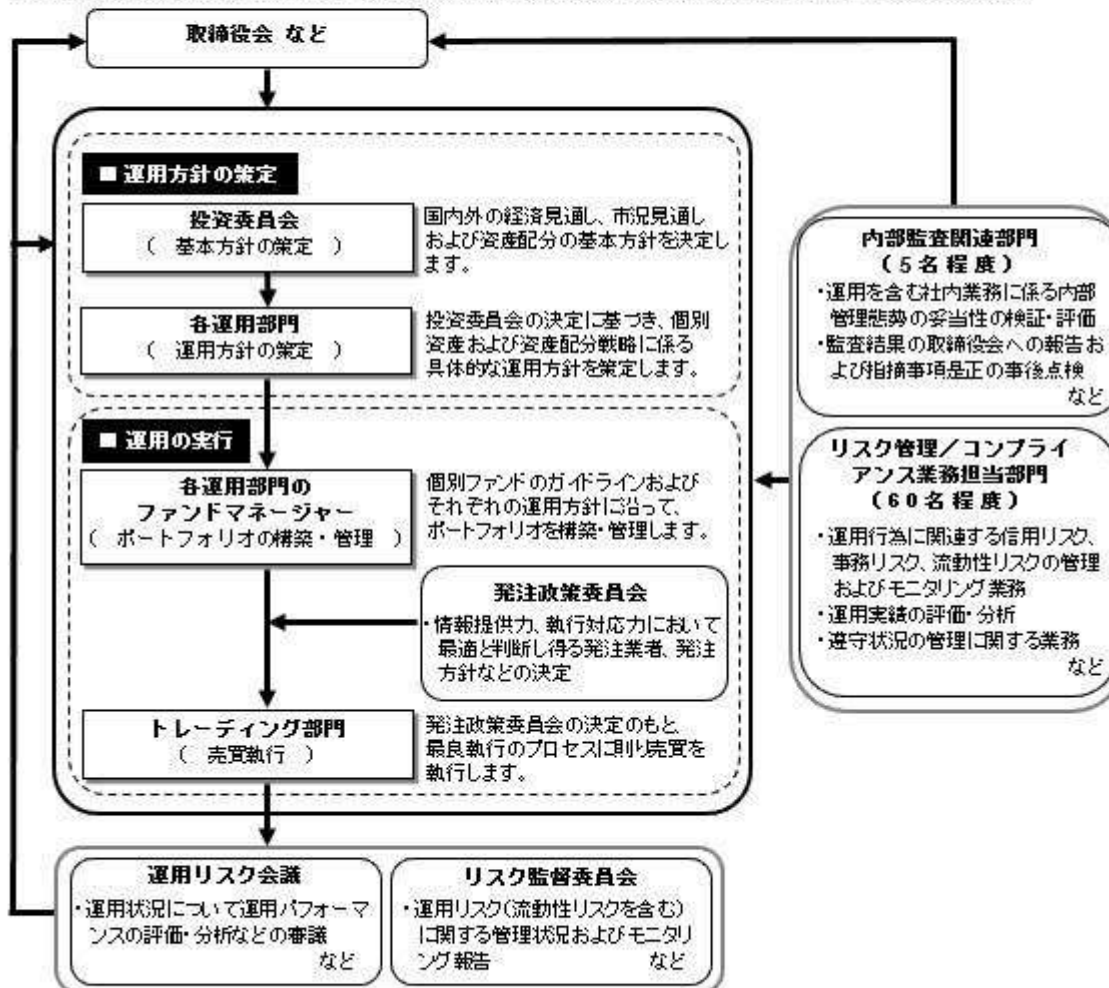 取締役会 など
■ 運用方針の策定
投資委員会
( 基本方針の策定 )
国内外の経済見通し、市況見通し
および資産配分の基本方針を決定し
ます。
各運用部門
( 運用方針の策定 )
投資委員会の決定に基づき、個別
資産および資産配分戦略に係る
具体的な運用方針を策定します。
■ 運用の実行
各運用部門の
ファンドマネージャー
( ポートフォリオの構築・管理 )
個別ファンドのガイドラインおよび
それぞれの運用方針に沿って、
ポートフォリオを構築・管理します。
発注政策委員会
・情報提供力、執行対応力において
最適と判断し得る発注業者、発注
方針などの決定
トレーディング部門
( 売買執行 )
発注政策委員会の決定のもと、
最良執行のプロセスに則り売買を
執行します。
内部監査関連部門
(5名程度)
・運用を含む社内業務に係る内部
管理態勢の妥当性の検証・評価
・監査結果の取締役会への報告お
よび指摘事項是正の事後点検
など
リスク管理/コンプライ
アンス業務担当部門
(60名程度)
・運用行為に関連する信用リスク、
事務リスク、流動性リスクの管理
およびモニタリング業務
・運用実績の評価・分析
・遵守状況の管理に関する業務
など
運用リスク会議
・運用状況について運用パフォーマ
ンスの評価・分析などの審議
など
リスク監督委員会
・運用リスク(流動性リスクを含む)
に関する管理状況およびモニタリ
ング報告 など